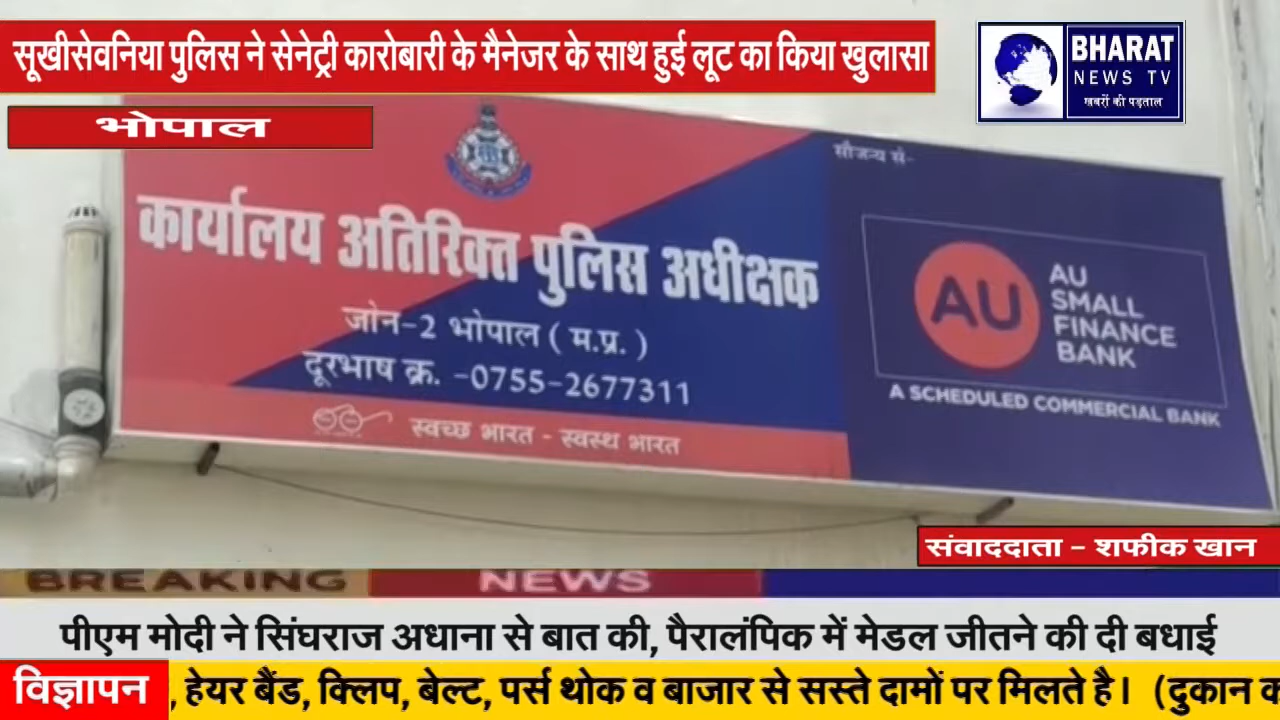 सूखीसेवनिया पुलिस ने सेनेट्री कारोबारी के मैनेजर के साथ हुई लूट का किया खुलासा
BHARAT
NEWS TV
खबरों की पड़ताल
भोपाल
सौजन्य से-
कार्यालय अतिरिक्त पुलिस अधीक्षक
जोन-2 भोपाल ( म.प्र. )
दूरभाष क्र. -0755-2677311
स्वच्छ भारत - स्वस्थ भारत
AU
AU
SMALL
FINANCE
BANK
A SCHEDULED COMMERCIAL BANK
संवाददाता - शफीक खान
BREAKING NEWS
पीएम मोदी ने सिंघराज अधाना से बात की, पैरालंपिक में मेडल जीतने की दी बधाई
विज्ञापन , हेयर बैंड, क्लिप, बेल्ट, पर्स थोक व बाजार से सस्ते दामों पर मिलते है। (दुकान